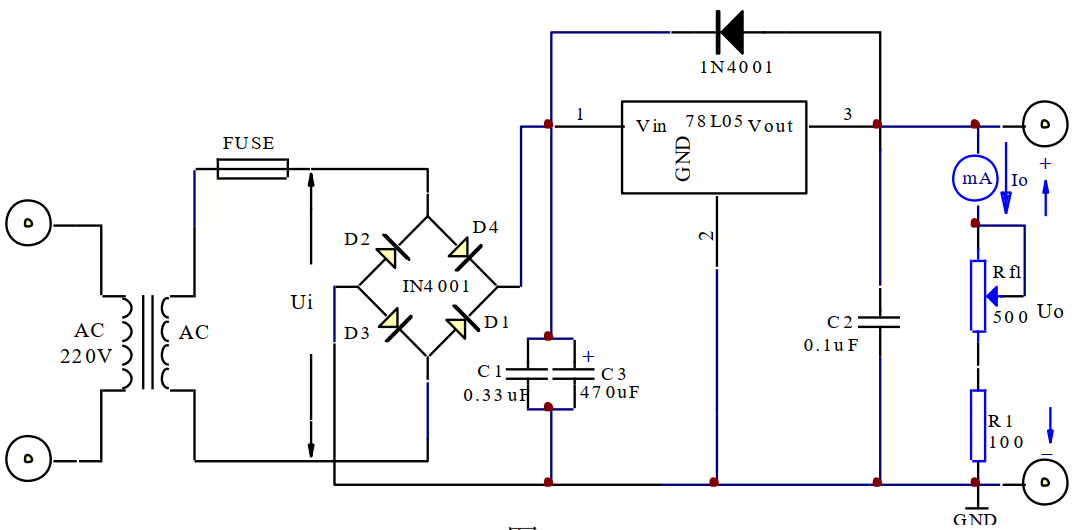 1N4001
1
Vin
78L05
Vout
GND
3
FUSE
2
mA
Io
+
D2
D4
IN4001
D3
D1
Ui
AC
220V
AC
Rfl
500
Uo
C2
0.1uF
+
C1
0.33uF
C3
470uF
R1
100
−
GND